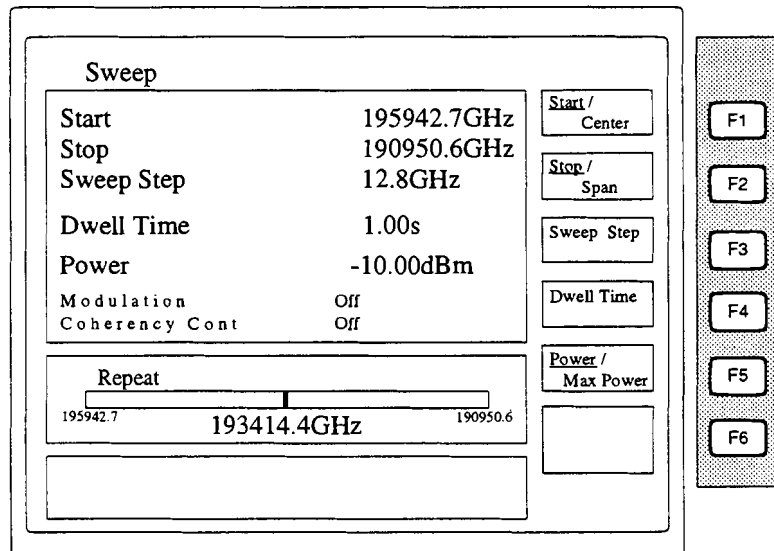 Sweep
Start 195942.7GHz
Stop 190950.6GHz
Sweep Step 12.8GHz
Dwell Time 1.00s
Power -10.00dBm
Modulation Off
Coherency Cont Off
Repeat
195942.7 190950.6
193414.4GHz
Start /
Center
Stop /
Span
Sweep Step
Dwell Time
Power /
Max Power
F1
F2
F3
F4
F5
F6